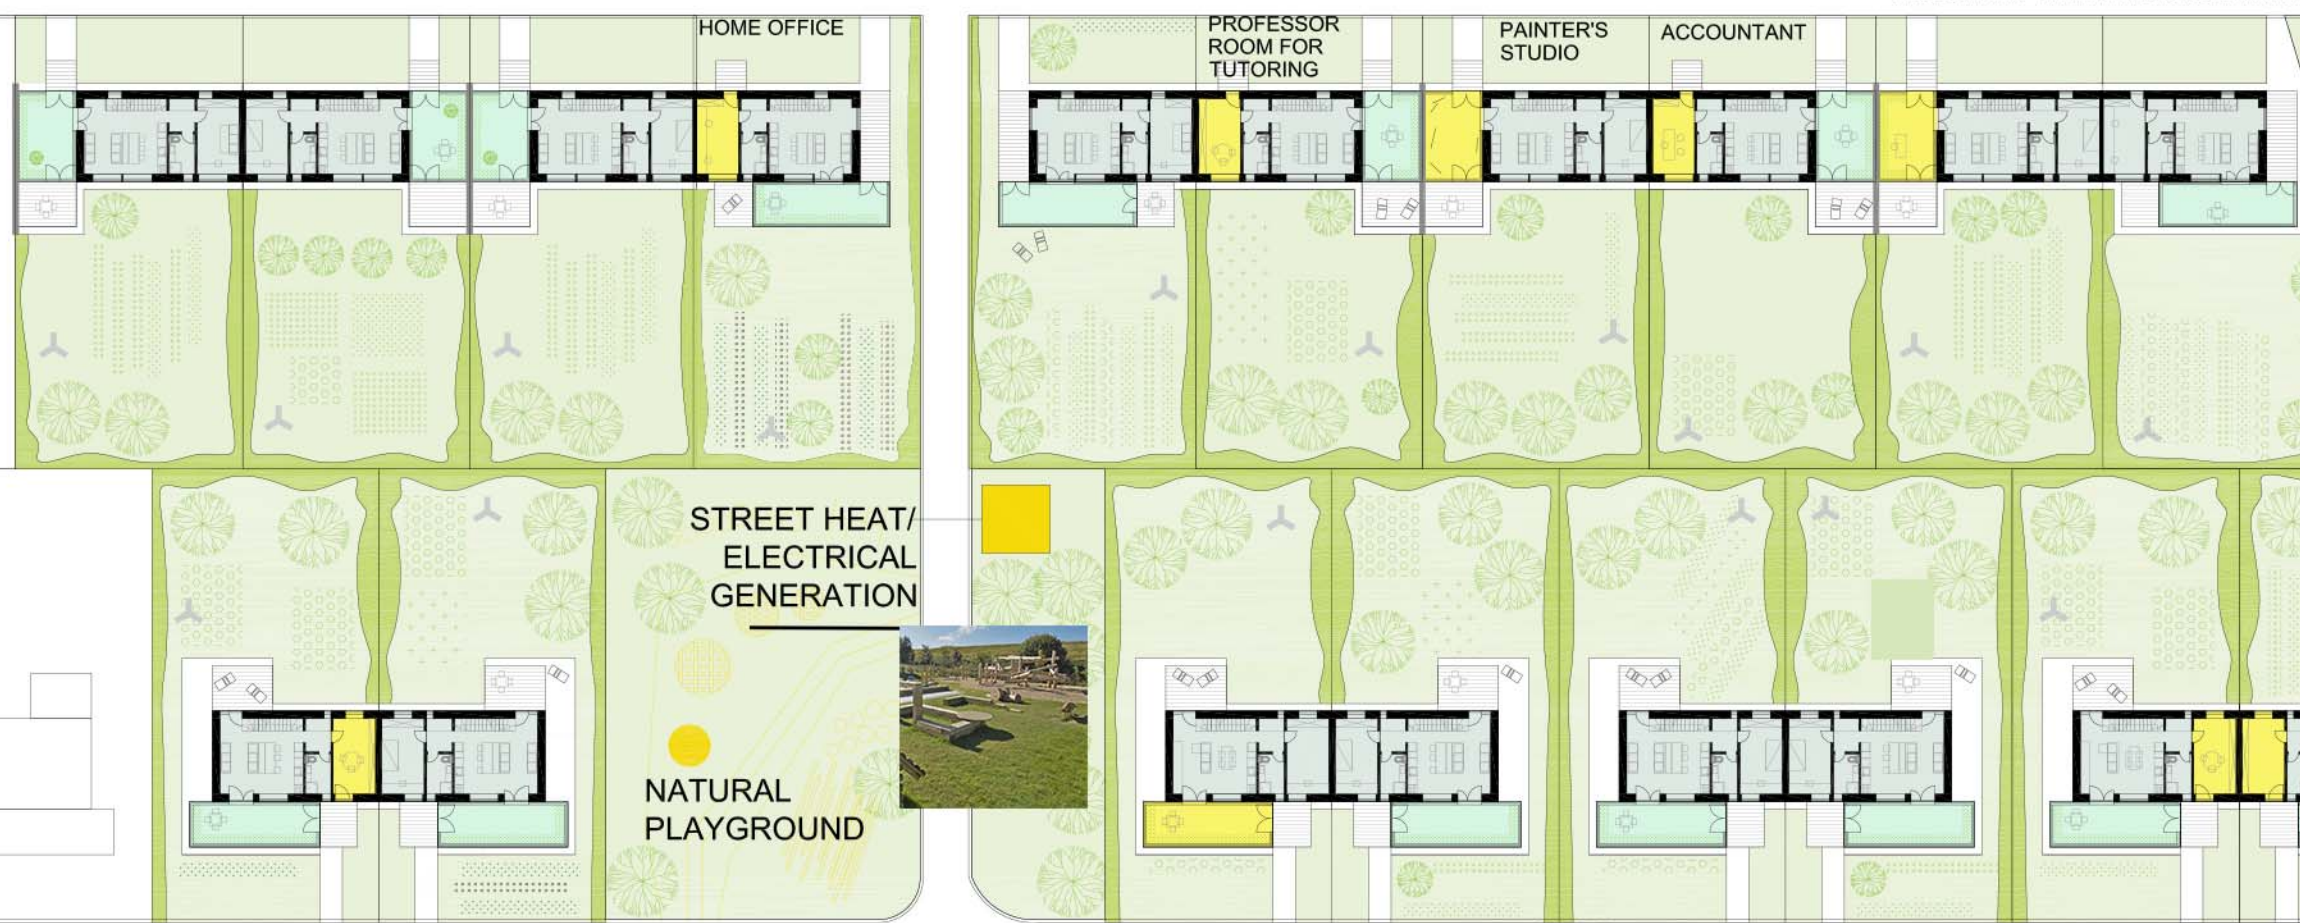 HOME OFFICE
PROFESSOR
ROOM FOR
TUTORING
PAINTER'S
STUDIO
ACCOUNTANT
STREET HEAT/
ELECTRICAL
GENERATION
NATURAL
PLAYGROUND